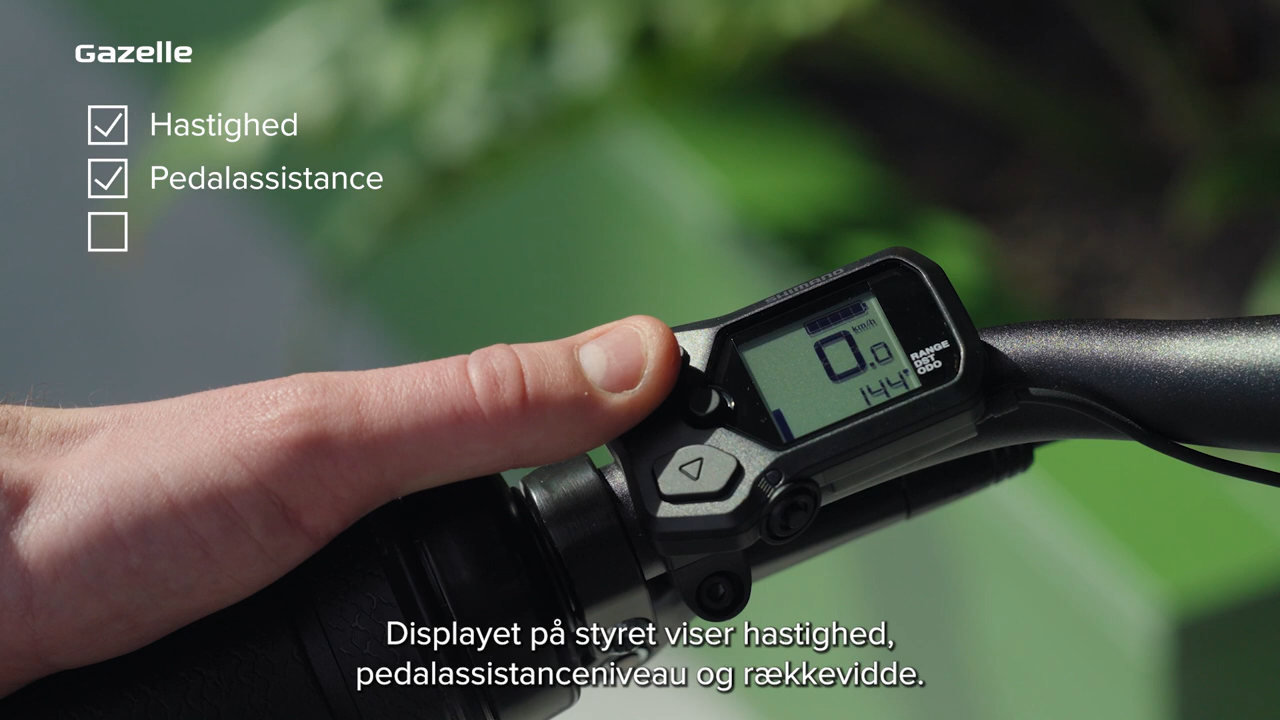 Gazelle
Hastighed
Pedalassistance
SHIMANO
km/h
0.0
144
RANGE
DST
ODO
Displayet på styret viser hastighed,
pedalassistanceniveau og rækkevidde.